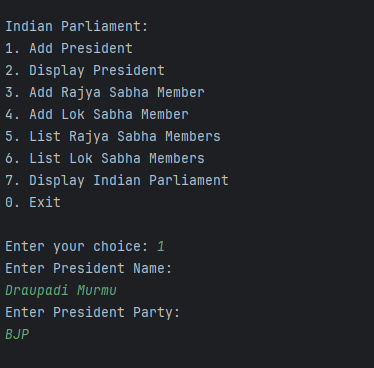 Indian Parliament:
1. Add President
2. Display President
3. Add Rajya Sabha Member
4. Add Lok Sabha Member
5. List Rajya Sabha Members
6. List Lok Sabha Members
7. Display Indian Parliament
0. Exit
Enter your choice: 1
Enter President Name:
Draupadi Murmu
Enter President Party:
BJP